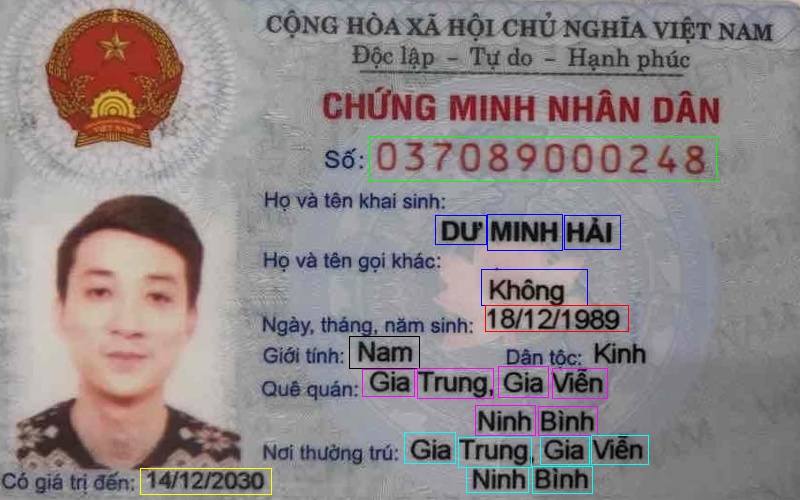 CỘNG HÒA XÃ HỘI CHỦ NGHĨA VIỆT NAM
Độc lập - Tự do - Hạnh phúc
CHỨNG MINH NHÂN DÂN
Số: 037089000248
Họ và tên khai sinh:
DƯ MINH HẢI
Họ và tên gọi khác:
Không
Ngày, tháng, năm sinh: 18/12/1989
Giới tính: Nam Dân tộc: Kinh
Quê quán: Gia Trung, Gia Viễn
Ninh Bình
Nơi thường trú: Gia Trung, Gia Viễn
Ninh Bình
Có giá trị đến: 14/12/2030
VIỆT NAM